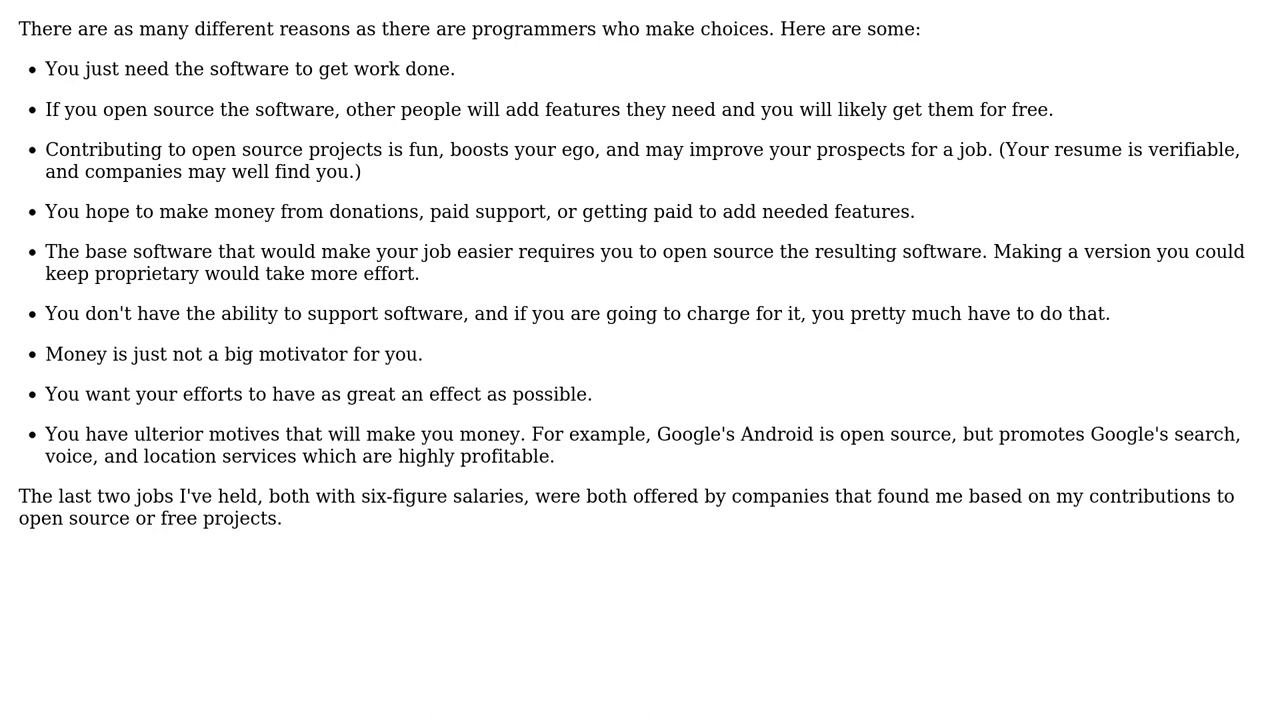 There are as many different reasons as there are programmers who make choices. Here are some:
• You just need the software to get work done.
• If you open source the software, other people will add features they need and you will likely get them for free.
• Contributing to open source projects is fun, boosts your ego, and may improve your prospects for a job. (Your resume is verifiable,
and companies may well find you.)
• You hope to make money from donations, paid support, or getting paid to add needed features.
• The base software that would make your job easier requires you to open source the resulting software. Making a version you could
keep proprietary would take more effort.
• You don't have the ability to support software, and if you are going to charge for it, you pretty much have to do that.
• Money is just not a big motivator for you.
• You want your efforts to have as great an effect as possible.
• You have ulterior motives that will make you money. For example, Google's Android is open source, but promotes Google's search,
voice, and location services which are highly profitable.
The last two jobs I've held, both with six-figure salaries, were both offered by companies that found me based on my contributions to
open source or free projects.